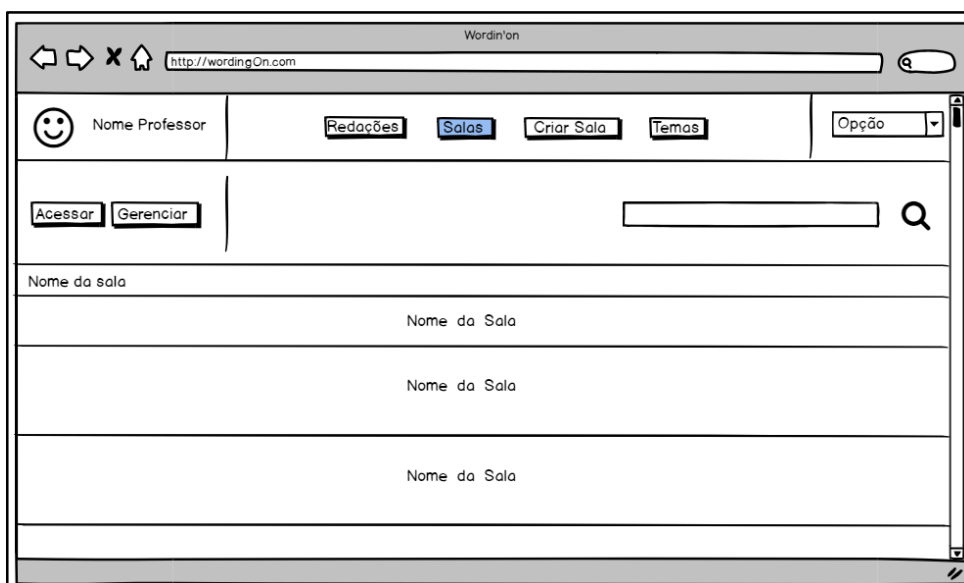 Wordin'on
http://wordingOn.com
Nome Professor
Redações
Salas
Criar Sala
Temas
Opção
Acessar
Gerenciar
Nome da sala
Nome da Sala
Nome da Sala
Nome da Sala